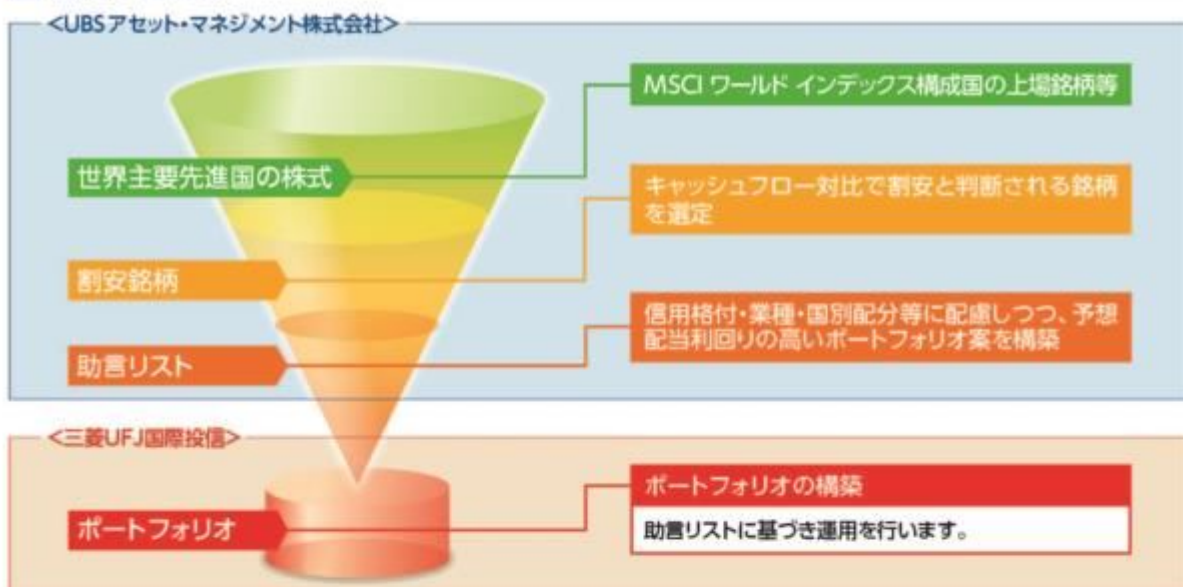 <UBSアセット・マネジメント株式会社>
MSCI ワールド インデックス構成国の上場銘柄等
世界主要先進国の株式
キャッシュフロー対比で割安と判断される銘柄
を選定
割安銘柄
信用格付・業種・国別配分等に配慮しつつ、予想
配当利回りの高いポートフォリオ案を構築
助言リスト
<三菱UFJ国際投信>
ポートフォリオの構築
ポートフォリオ
助言リストに基づき運用を行います。